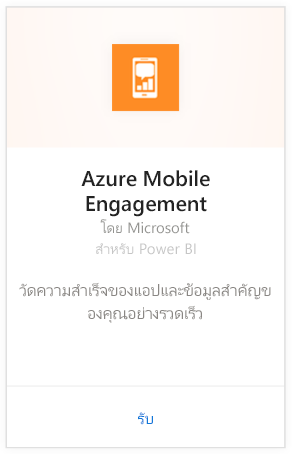 Azure Mobile
Engagement
โดย Microsoft
สำหรับ Power BI
วัดความสำเร็จของแอปและข้อมูลสำคัญข
องคุณอย่างรวดเร็ว
รับ